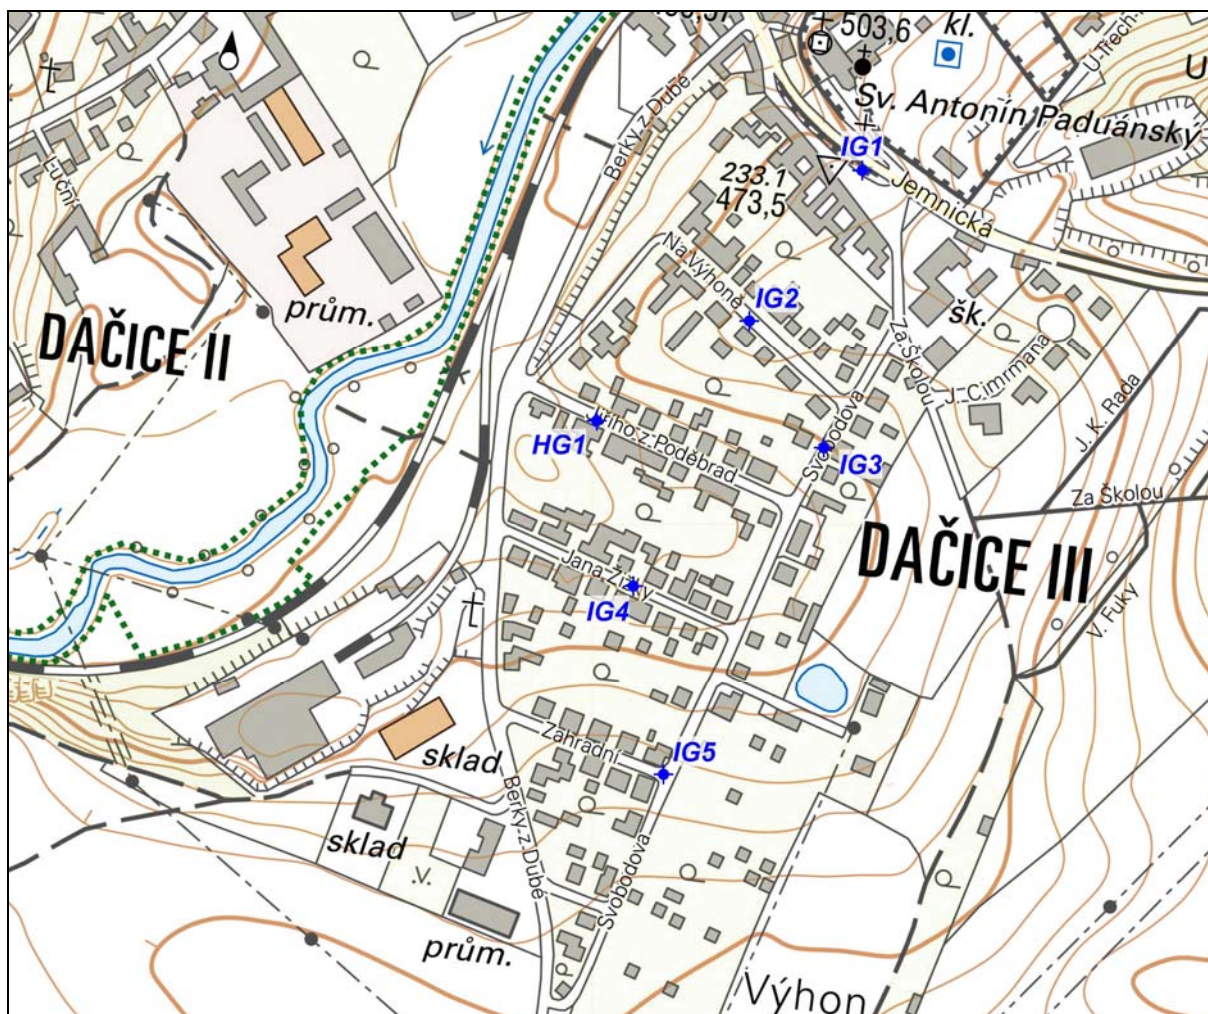 503,6
kl.
U Třech
Sv. Antonín Paduánský
Berky z Dubé
IG1
233.1
473,5
Jemnická
Luční
Na Výhoně
IG2
prům.
šk.
DAČICE II
Za Školou
J. Cimrmana
J. K. Rada
Svobodova
HG1
Jiřího z Poděbrad
IG3
Za Školou
DAČICE III
Jana Žižky
IG4
V. Fuky
Zahradní
IG5
sklad
Berky z Dubé
sklad
.v.
Svobodova
prům.
Výhon